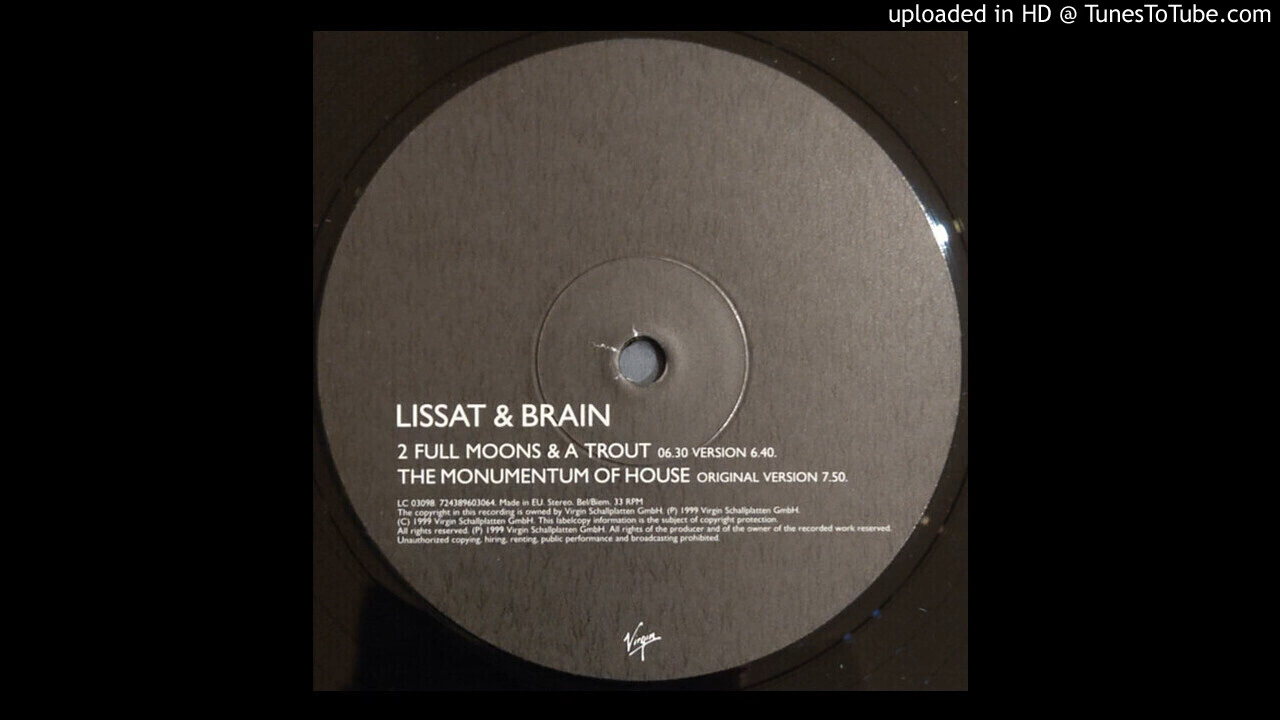 uploaded in HD @ TunesToTube.com
LISSAT & BRAIN
2 FULL MOONS & A TROUT 06.30 VERSION 6.40.
THE MONUMENTUM OF HOUSE ORIGINAL VERSION 7.50.
LC 03098 724389603064. Made in EU. Stereo. Bel/Biem. 33 RPM
The copyright in this recording is owned by Virgin Schallplatten GmbH. (P) 1999 Virgin Schallplatten GmbH.
(C) 1999 Virgin Schallplatten GmbH. This labelcopy information is the subject of copyright protection.
All rights reserved. (P) 1999 Virgin Schallplatten GmbH. All rights of the producer and of the owner of the recorded work reserved.
Unauthorized copying, hiring, renting, public performance and broadcasting prohibited.
Virgin